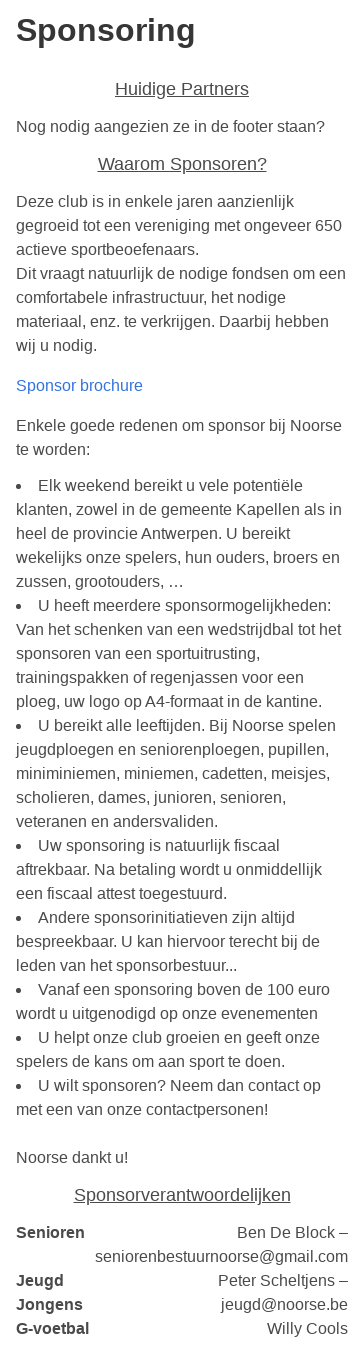 Sponsoring
Huidige Partners
Nog nodig aangezien ze in de footer staan?
Waarom Sponsoren?
Deze club is in enkele jaren aanzienlijk
gegroeid tot een vereniging met ongeveer 650
actieve sportbeoefenaars.
Dit vraagt natuurlijk de nodige fondsen om een
comfortabele infrastructuur, het nodige
materiaal, enz. te verkrijgen. Daarbij hebben
wij u nodig.
Sponsor brochure
Enkele goede redenen om sponsor bij Noorse
te worden:
• Elk weekend bereikt u vele potentiële
klanten, zowel in de gemeente Kapellen als in
heel de provincie Antwerpen. U bereikt
wekelijks onze spelers, hun ouders, broers en
zussen, grootouders, …
• U heeft meerdere sponsormogelijkheden:
Van het schenken van een wedstrijdbal tot het
sponsoren van een sportuitrusting,
trainingspakken of regenjassen voor een
ploeg, uw logo op A4-formaat in de kantine.
• U bereikt alle leeftijden. Bij Noorse spelen
jeugdploegen en seniorenploegen, pupillen,
miniminiemen, miniemen, cadetten, meisjes,
scholieren, dames, junioren, senioren,
veteranen en andersvaliden.
• Uw sponsoring is natuurlijk fiscaal
aftrekbaar. Na betaling wordt u onmiddellijk
een fiscaal attest toegestuurd.
• Andere sponsorinitiatieven zijn altijd
bespreekbaar. U kan hiervoor terecht bij de
leden van het sponsorbestuur...
• Vanaf een sponsoring boven de 100 euro
wordt u uitgenodigd op onze evenementen
• U helpt onze club groeien en geeft onze
spelers de kans om aan sport te doen.
• U wilt sponsoren? Neem dan contact op
met een van onze contactpersonen!
Noorse dankt u!
Sponsorverantwoordelijken
Senioren Ben De Block –
seniorenbestuurnoorse@gmail.com
Jeugd Peter Scheltjens –
Jongens jeugd@noorse.be
G-voetbal Willy Cools